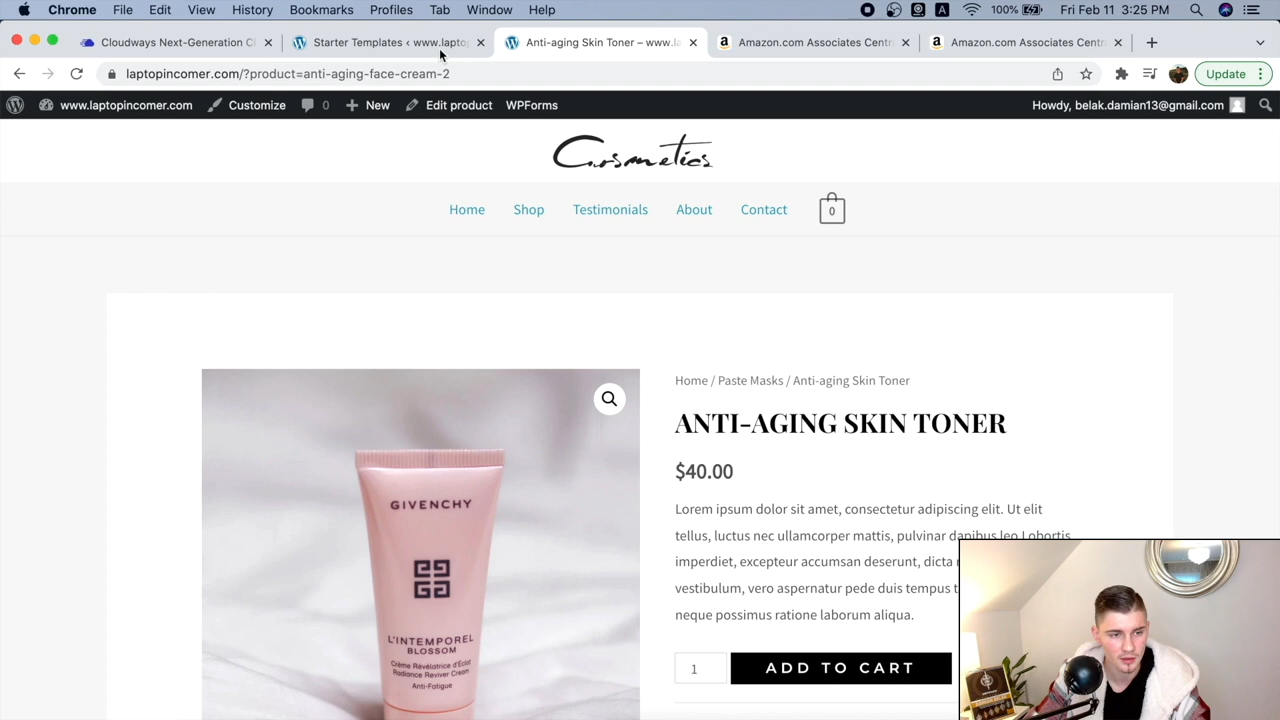 Chrome File Edit View History Bookmarks Profiles Tab Window Help
A 100% Fri Feb 11 3:25 PM
Cloudways Next-Generation Cl
Starter Templates ‹ www.lapto
Anti-aging Skin Toner – www.la
Amazon.com Associates Centr
Amazon.com Associates Centr
laptopincomer.com/?product=anti-aging-face-cream-2
Update
www.laptopincomer.com Customize 0 New Edit product WPForms
Howdy, belak.damian13@gmail.com
Cosmetics
Home Shop Testimonials About Contact 0
Home / Paste Masks / Anti-aging Skin Toner
ANTI-AGING SKIN TONER
$40.00
Lorem ipsum dolor sit amet, consectetur adipiscing elit. Ut elit
tellus, luctus nec ullamcorper mattis, pulvinar dapibus leo Lobortis
imperdiet, excepteur accumsan deserunt, dicta
vestibulum, vero aspernatur pede duis tempus
neque possimus ratione laborum aliqua.
1 ADD TO CART
GIVENCHY
L'INTEMPOREL
BLOSSOM
Crème Révélatrice d'Éclat
Radiance Reviver Cream
Anti-Fatigue